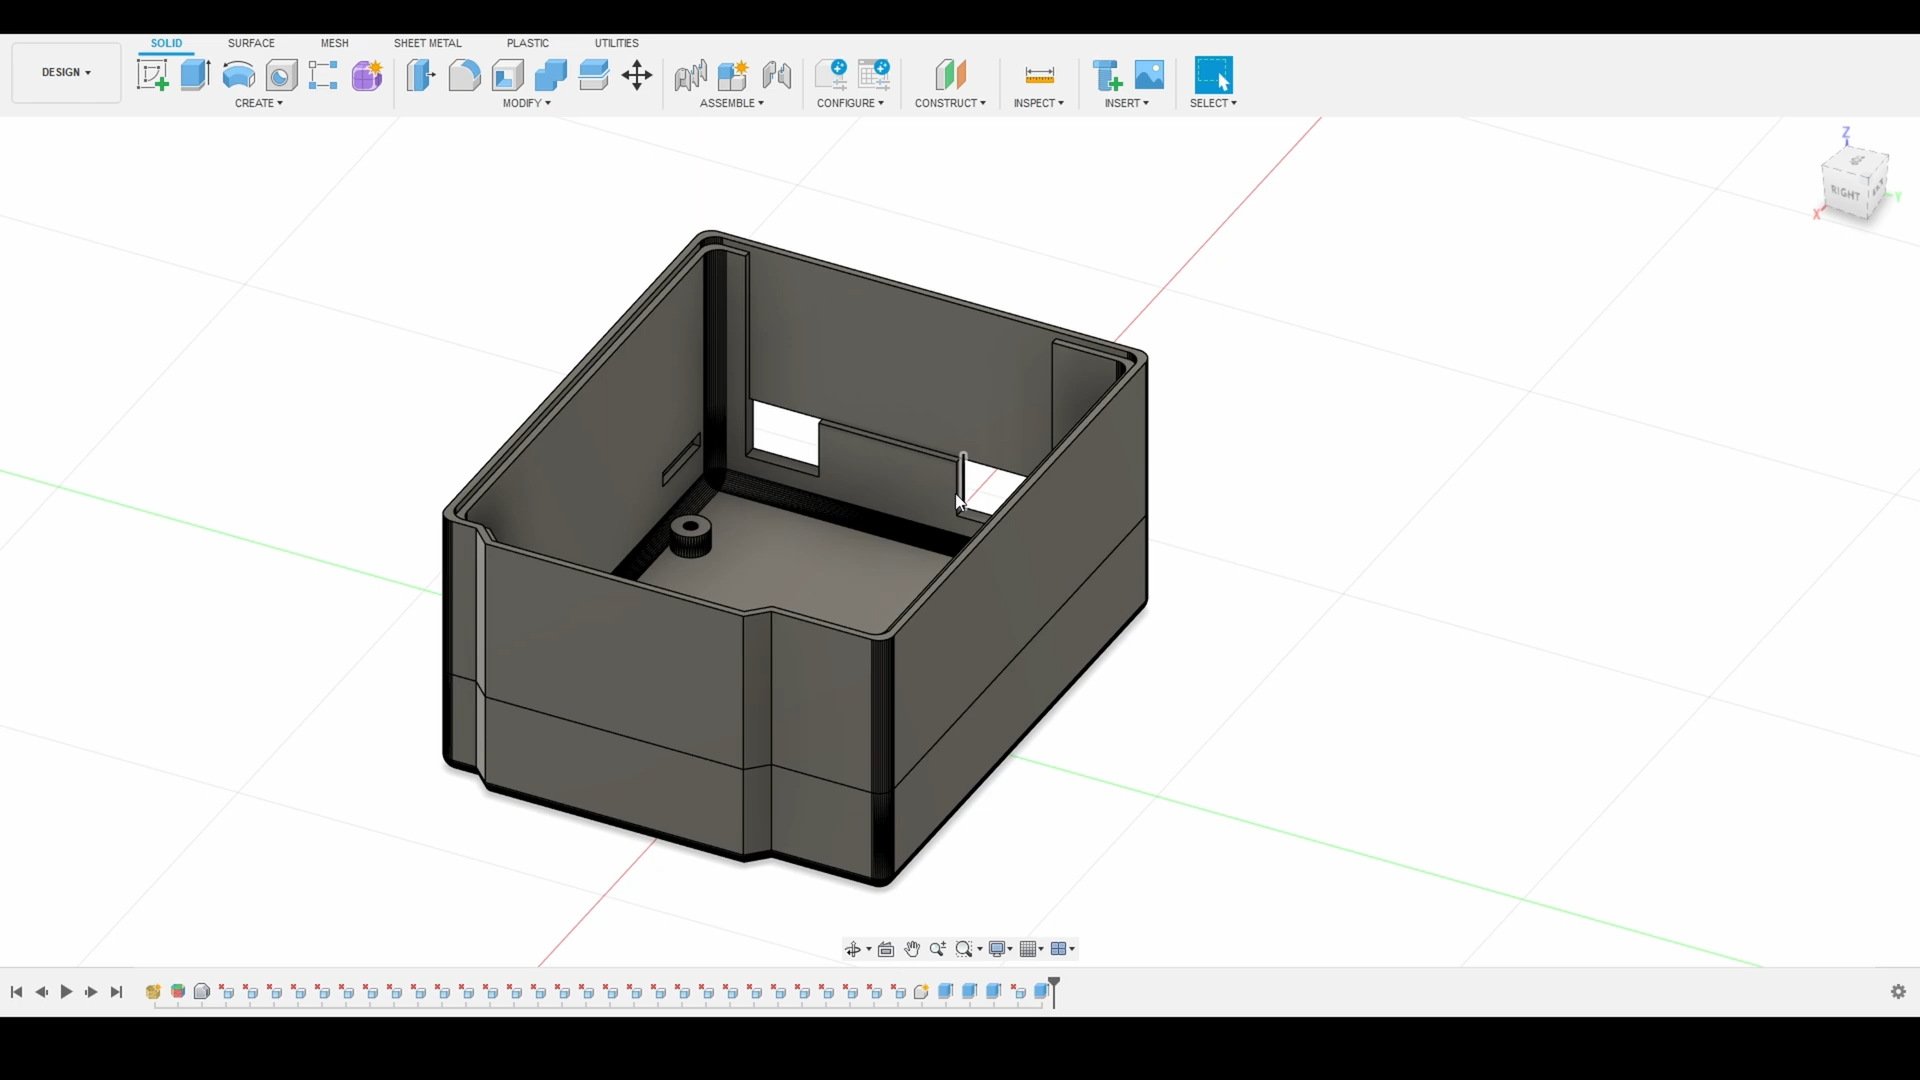 SOLID SURFACE MESH SHEET METAL PLASTIC UTILITIES
DESIGN
CREATE MODIFY ASSEMBLE CONFIGURE CONSTRUCT INSPECT INSERT SELECT
Z
RIGHT
Y
X